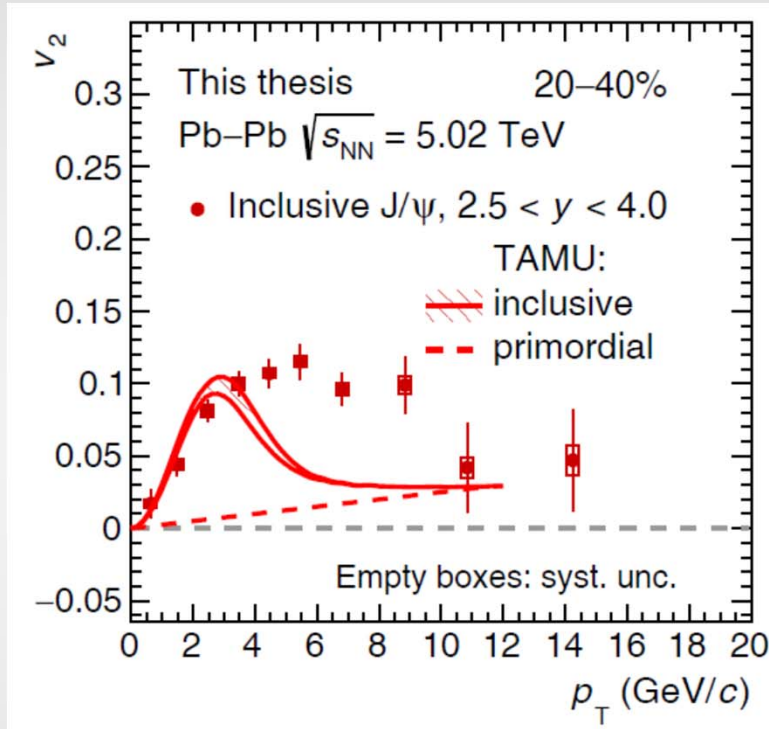 v₂
This thesis 20–40%
Pb–Pb √sNN = 5.02 TeV
Inclusive J/ψ, 2.5 < y < 4.0
TAMU:
inclusive
primordial
0.3
0.25
0.2
0.15
0.1
0.05
0
−0.05
Empty boxes: syst. unc.
0 2 4 6 8 10 12 14 16 18 20
pT (GeV/c)